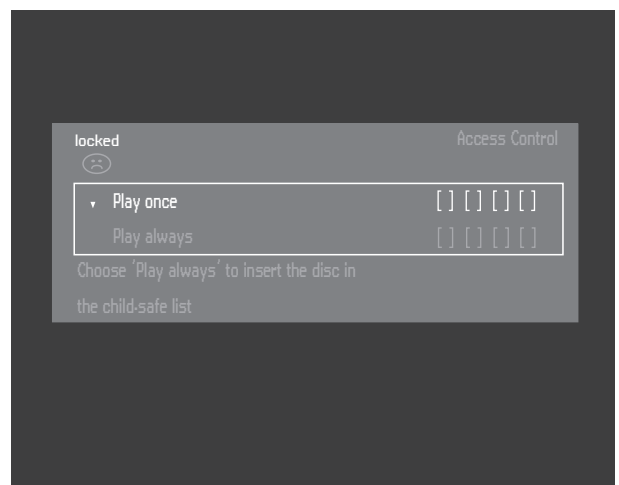 locked Access Control
Play once [ ] [ ] [ ] [ ]
Play always [ ] [ ] [ ] [ ]
Choose 'Play always' to insert the disc in
the child-safe list